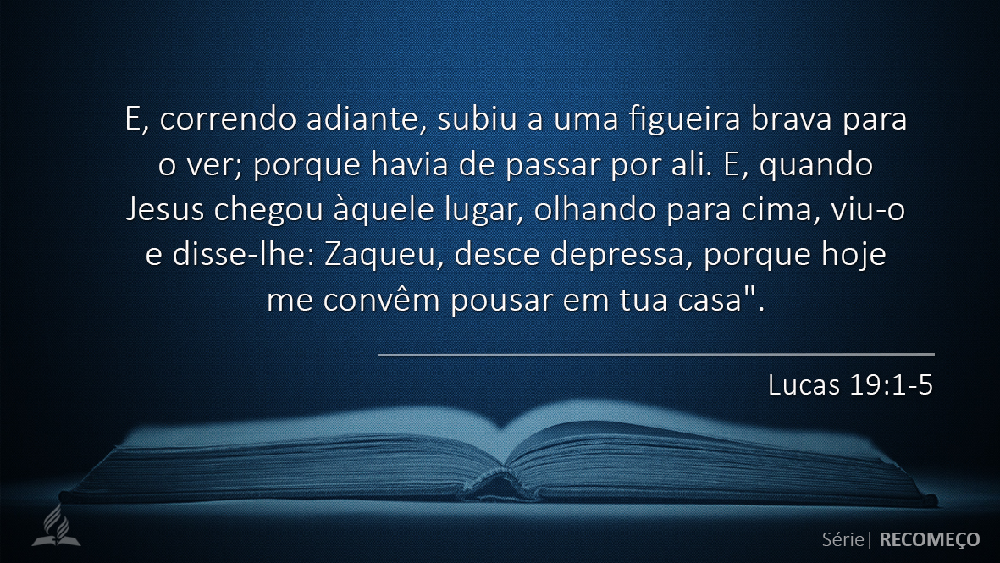 E, correndo adiante, subiu a uma figueira brava para
o ver; porque havia de passar por ali. E, quando
Jesus chegou àquele lugar, olhando para cima, viu-o
e disse-lhe: Zaqueu, desce depressa, porque hoje
me convêm pousar em tua casa".
Lucas 19:1-5
Série| RECOMEÇO